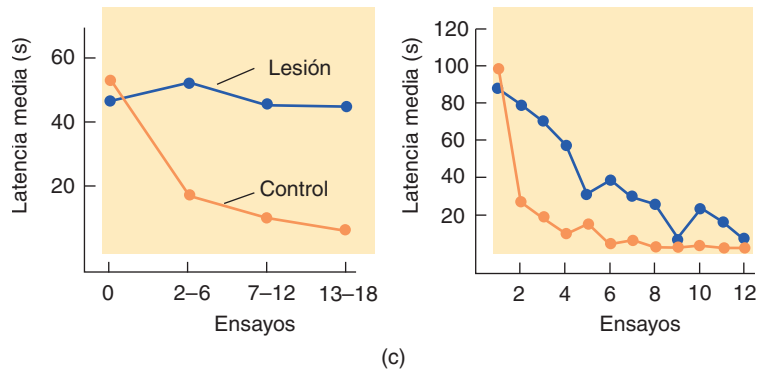 Latencia media (s)
60
40
20
Lesión
Control
0 2–6 7–12 13–18
Ensayos
Latencia media (s)
120
100
80
60
40
20
2 4 6 8 10 12
Ensayos
(c)